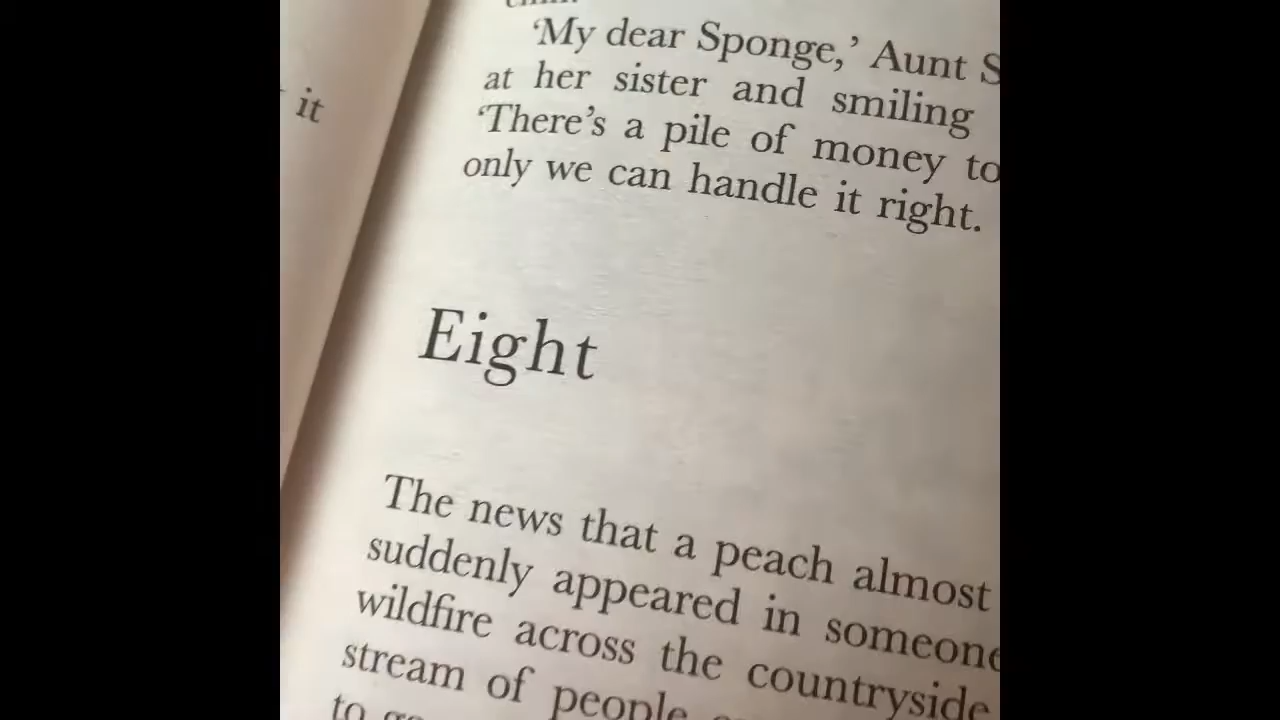 it
'My dear Sponge,' Aunt
at her sister and smiling
'There's a pile of money to
only we can handle it right.
Eight
The news that a peach almost
suddenly appeared in
wildfire across the countryside
stream of people
to